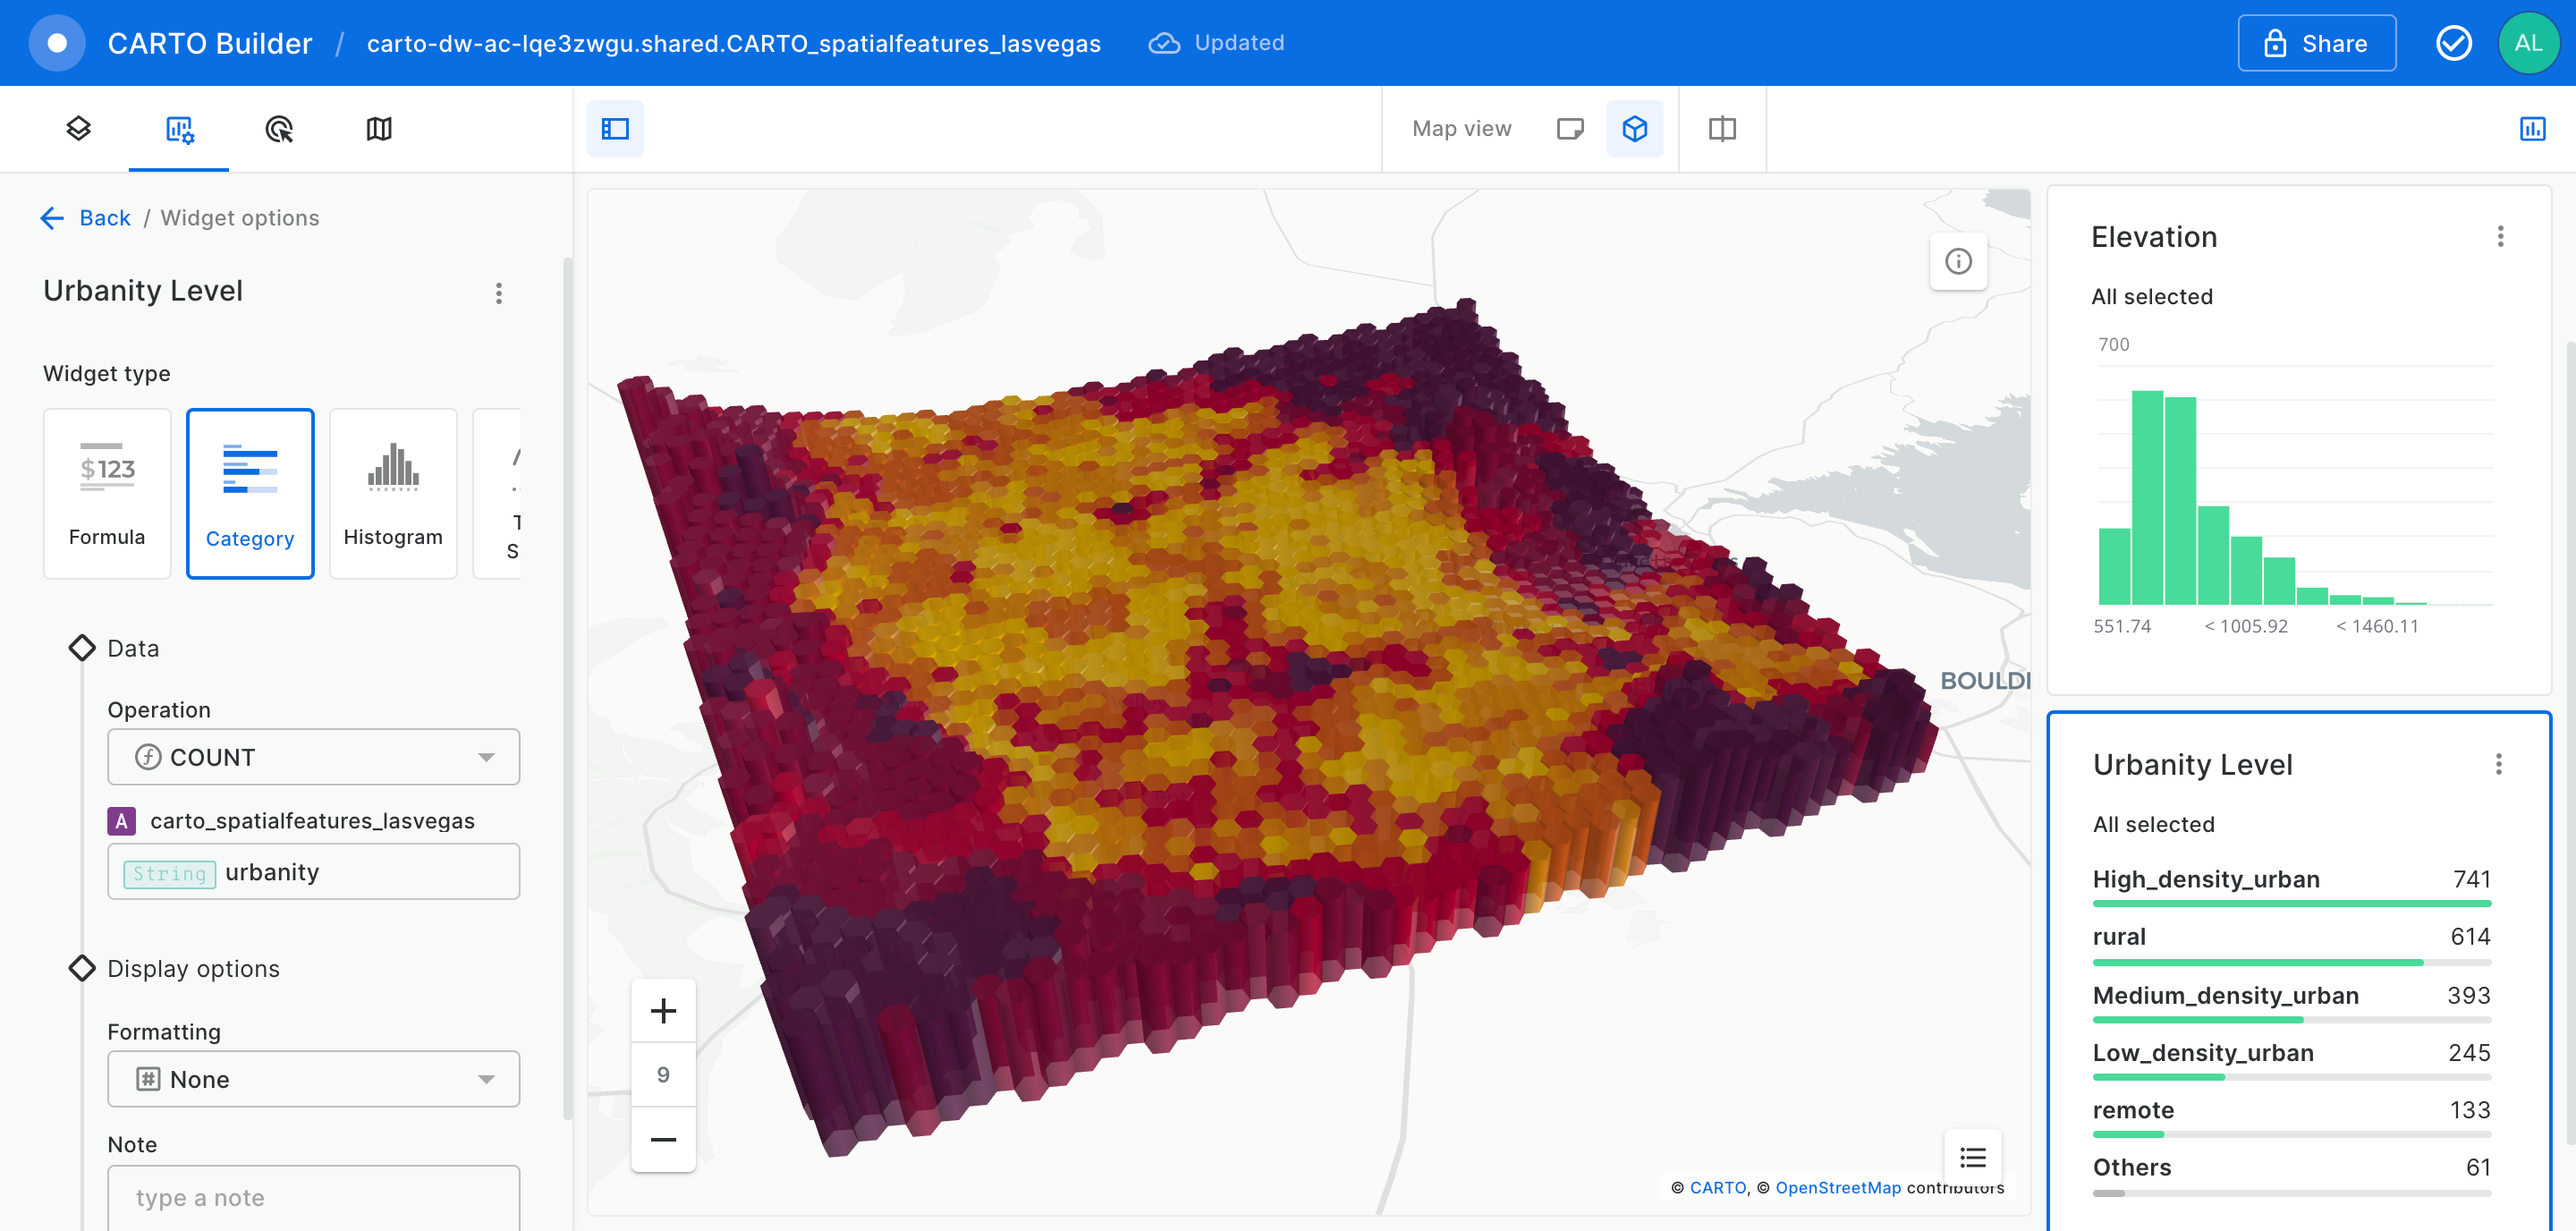 CARTO Builder / carto-dw-ac-lqe3zwgu.shared.CARTO_spatialfeatures_lasvegas Updated
Share
AL
Map view
Back / Widget options
Urbanity Level
Widget type
$123
Formula
Category
Histogram
T
S
Data
Operation
COUNT
A carto_spatialfeatures_lasvegas
String urbanity
Display options
Formatting
None
Note
type a note
9
BOULD
© CARTO, © OpenStreetMap contributors
Elevation
All selected
700
551.74 < 1005.92 < 1460.11
Urbanity Level
All selected
High_density_urban 741
rural 614
Medium_density_urban 393
Low_density_urban 245
remote 133
Others 61